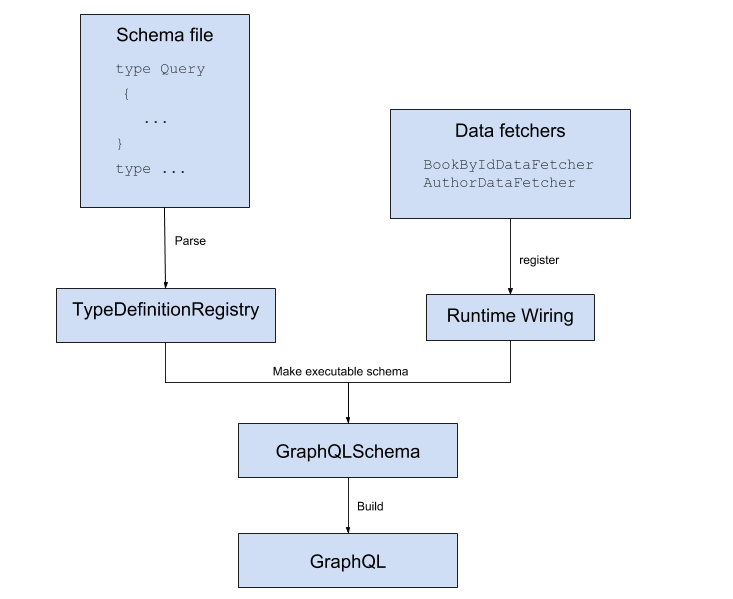 Schema file
type Query
{
...
}
type ...
Data fetchers
BookByIdDataFetcher
AuthorDataFetcher
Parse
register
TypeDefinitionRegistry
Runtime Wiring
Make executable schema
GraphQLSchema
Build
GraphQL